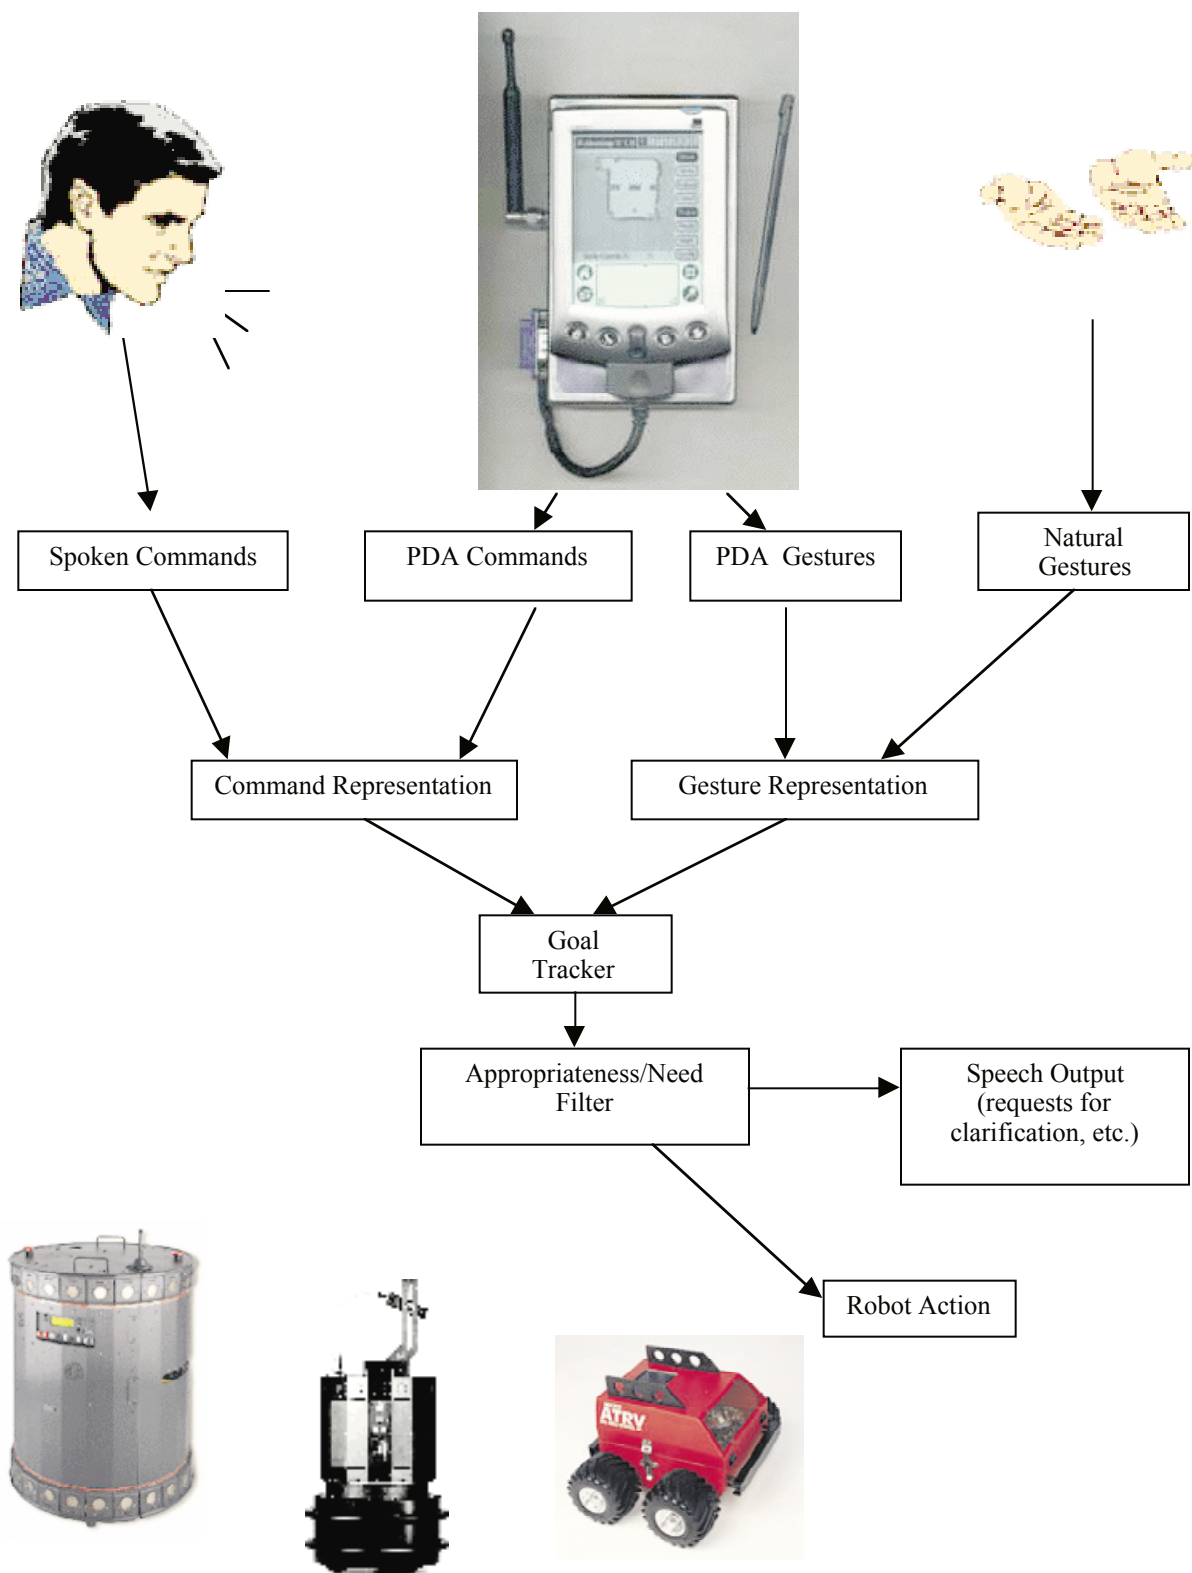 Spoken Commands
PDA Commands
PDA Gestures
Natural
Gestures
Command Representation
Gesture Representation
Goal
Tracker
Appropriateness/Need
Filter
Speech Output
(requests for
clarification, etc.)
Robot Action
ATRV